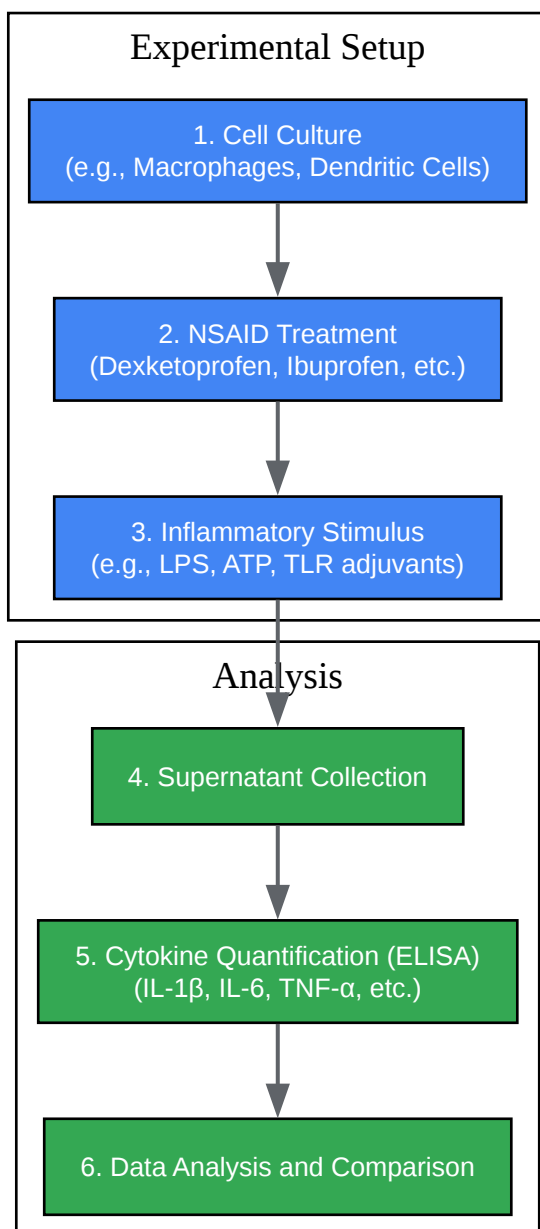 Experimental Setup
1. Cell Culture
(e.g., Macrophages, Dendritic Cells)
2. NSAID Treatment
(Dexketoprofen, Ibuprofen, etc.)
3. Inflammatory Stimulus
(e.g., LPS, ATP, TLR adjuvants)
Analysis
4. Supernatant Collection
5. Cytokine Quantification (ELISA)
(IL-1β, IL-6, TNF-α, etc.)
6. Data Analysis and Comparison